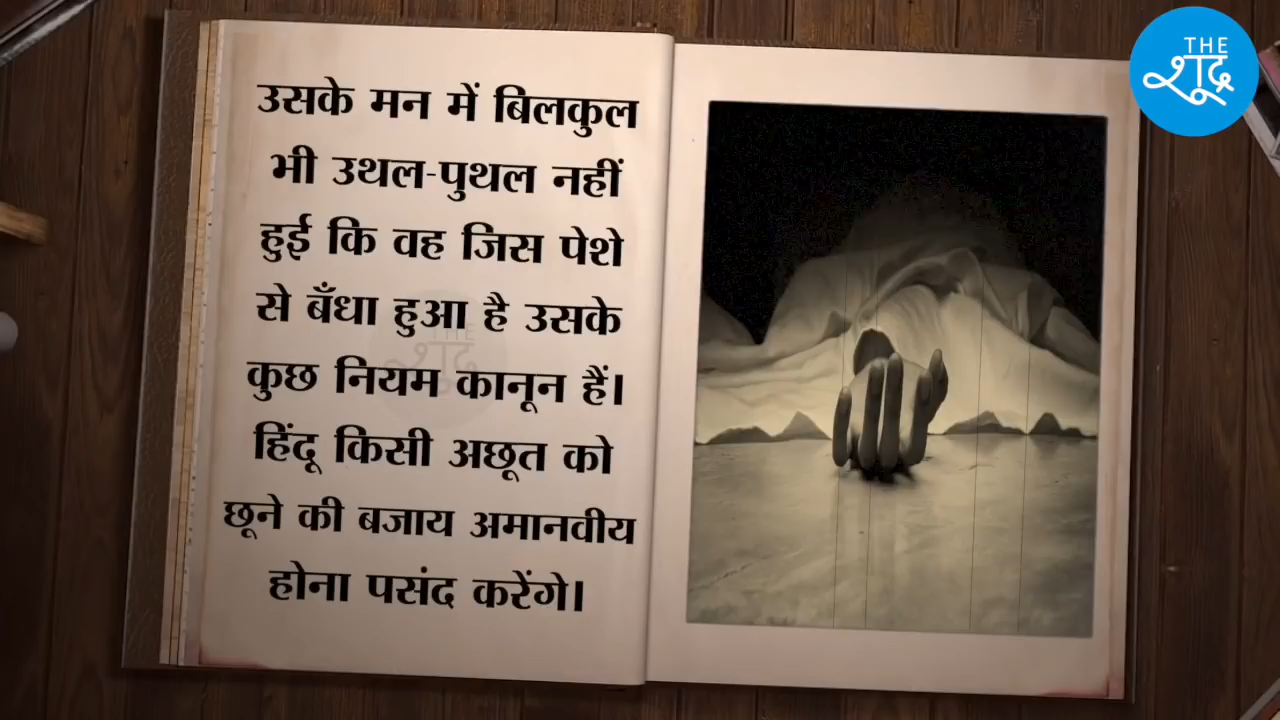 उसके मन में बिलकुल
भी उथल-पुथल नहीं
हुई कि वह जिस पेशे
से बँधा हुआ है उसके
कुछ नियम कानून हैं।
हिंदू किसी अछूत को
छूने की बजाय अमानवीय
होना पसंद करेंगे।
THE
शूद्र